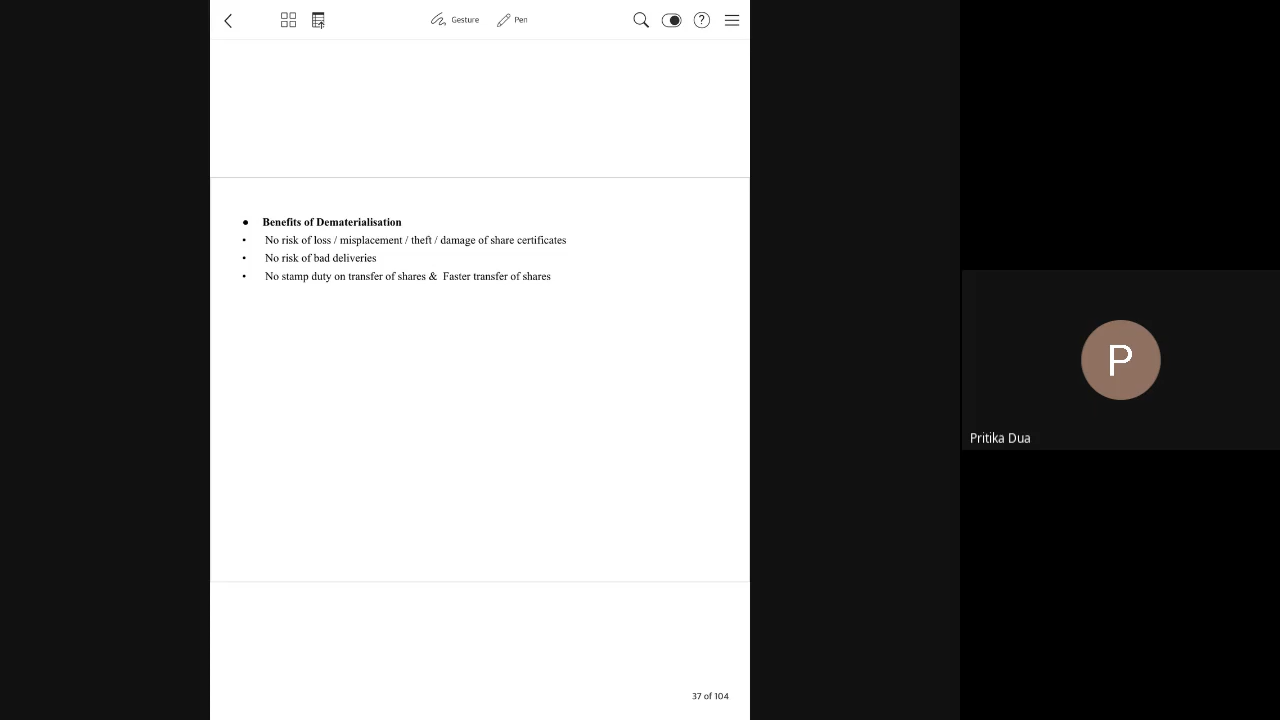 Gesture Pen
● Benefits of Dematerialisation
• No risk of loss / misplacement / theft / damage of share certificates
• No risk of bad deliveries
• No stamp duty on transfer of shares & Faster transfer of shares
P
Pritika Dua
37 of 104